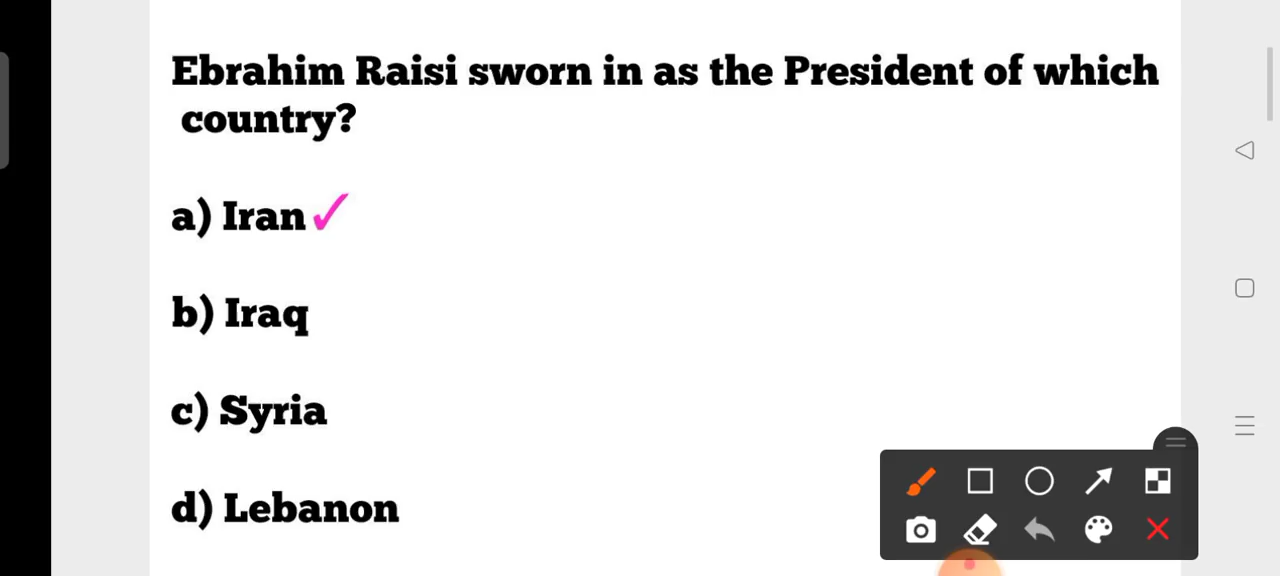 Ebrahim Raisi sworn in as the President of which
country?
a) Iran
b) Iraq
c) Syria
d) Lebanon